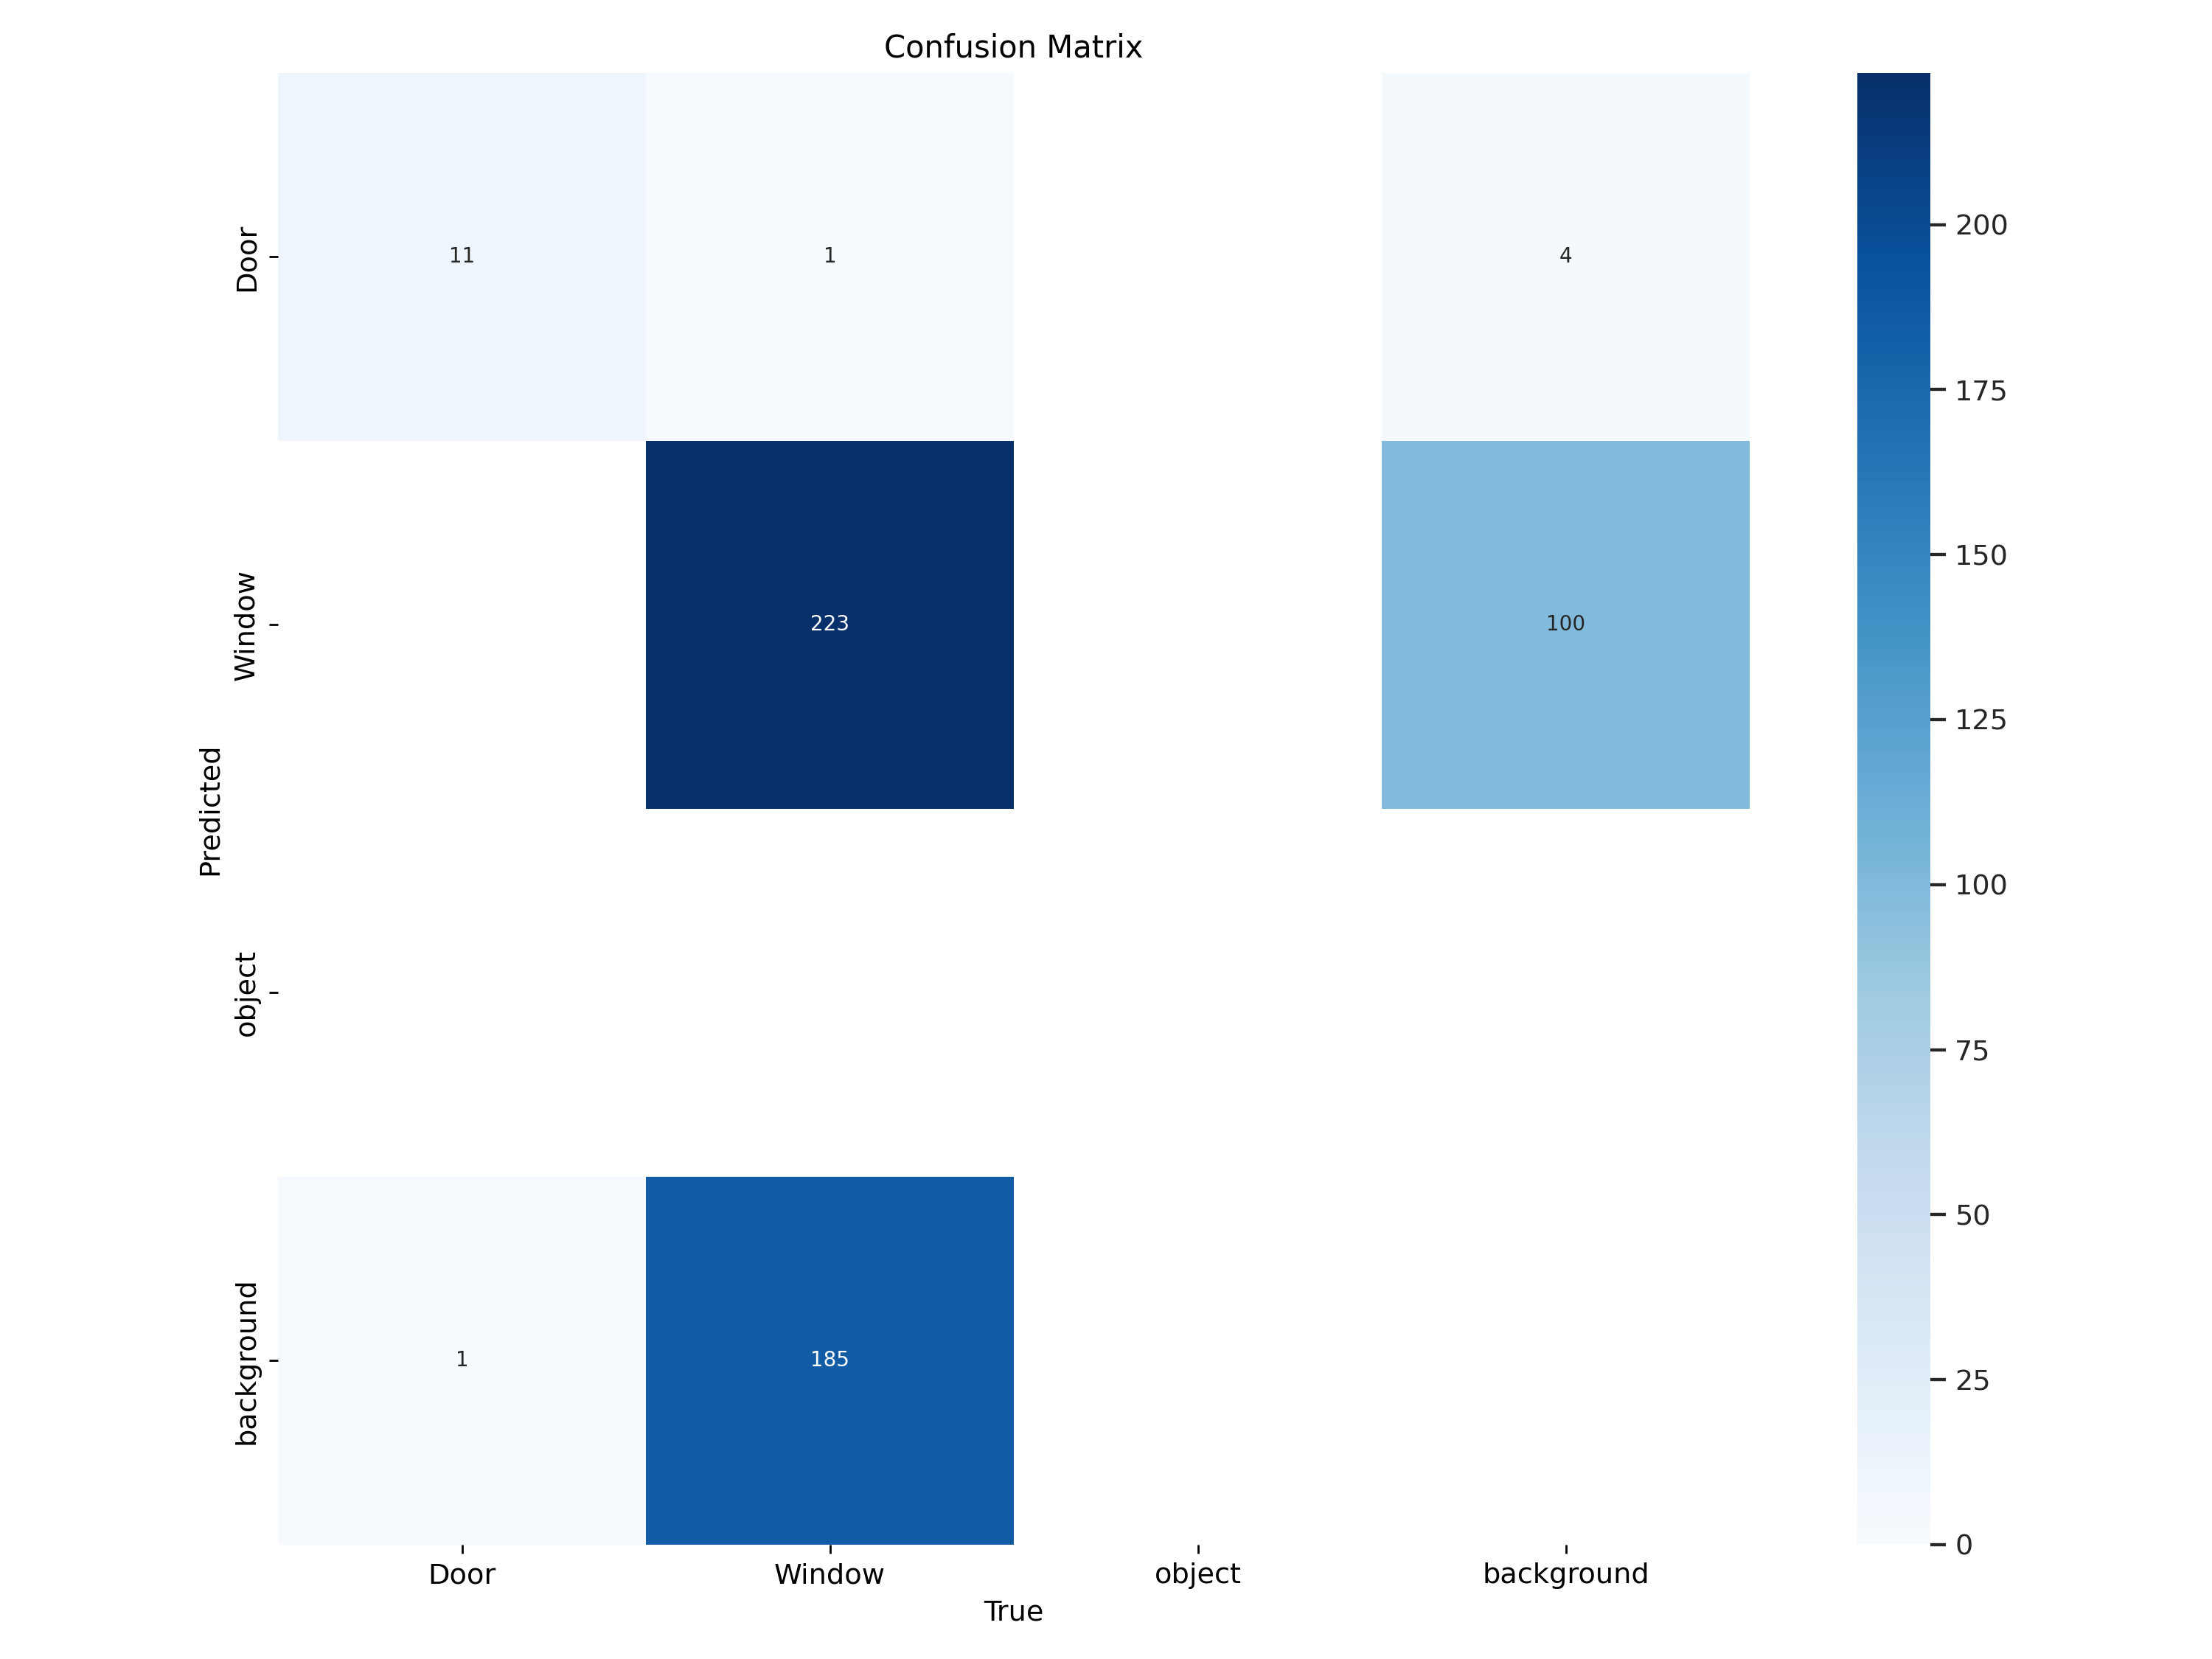 Confusion Matrix
Door
11
1
4
Window
223
100
Predicted
object
background
1
185
Door
Window
object
background
True
200
175
150
125
100
75
50
25
0